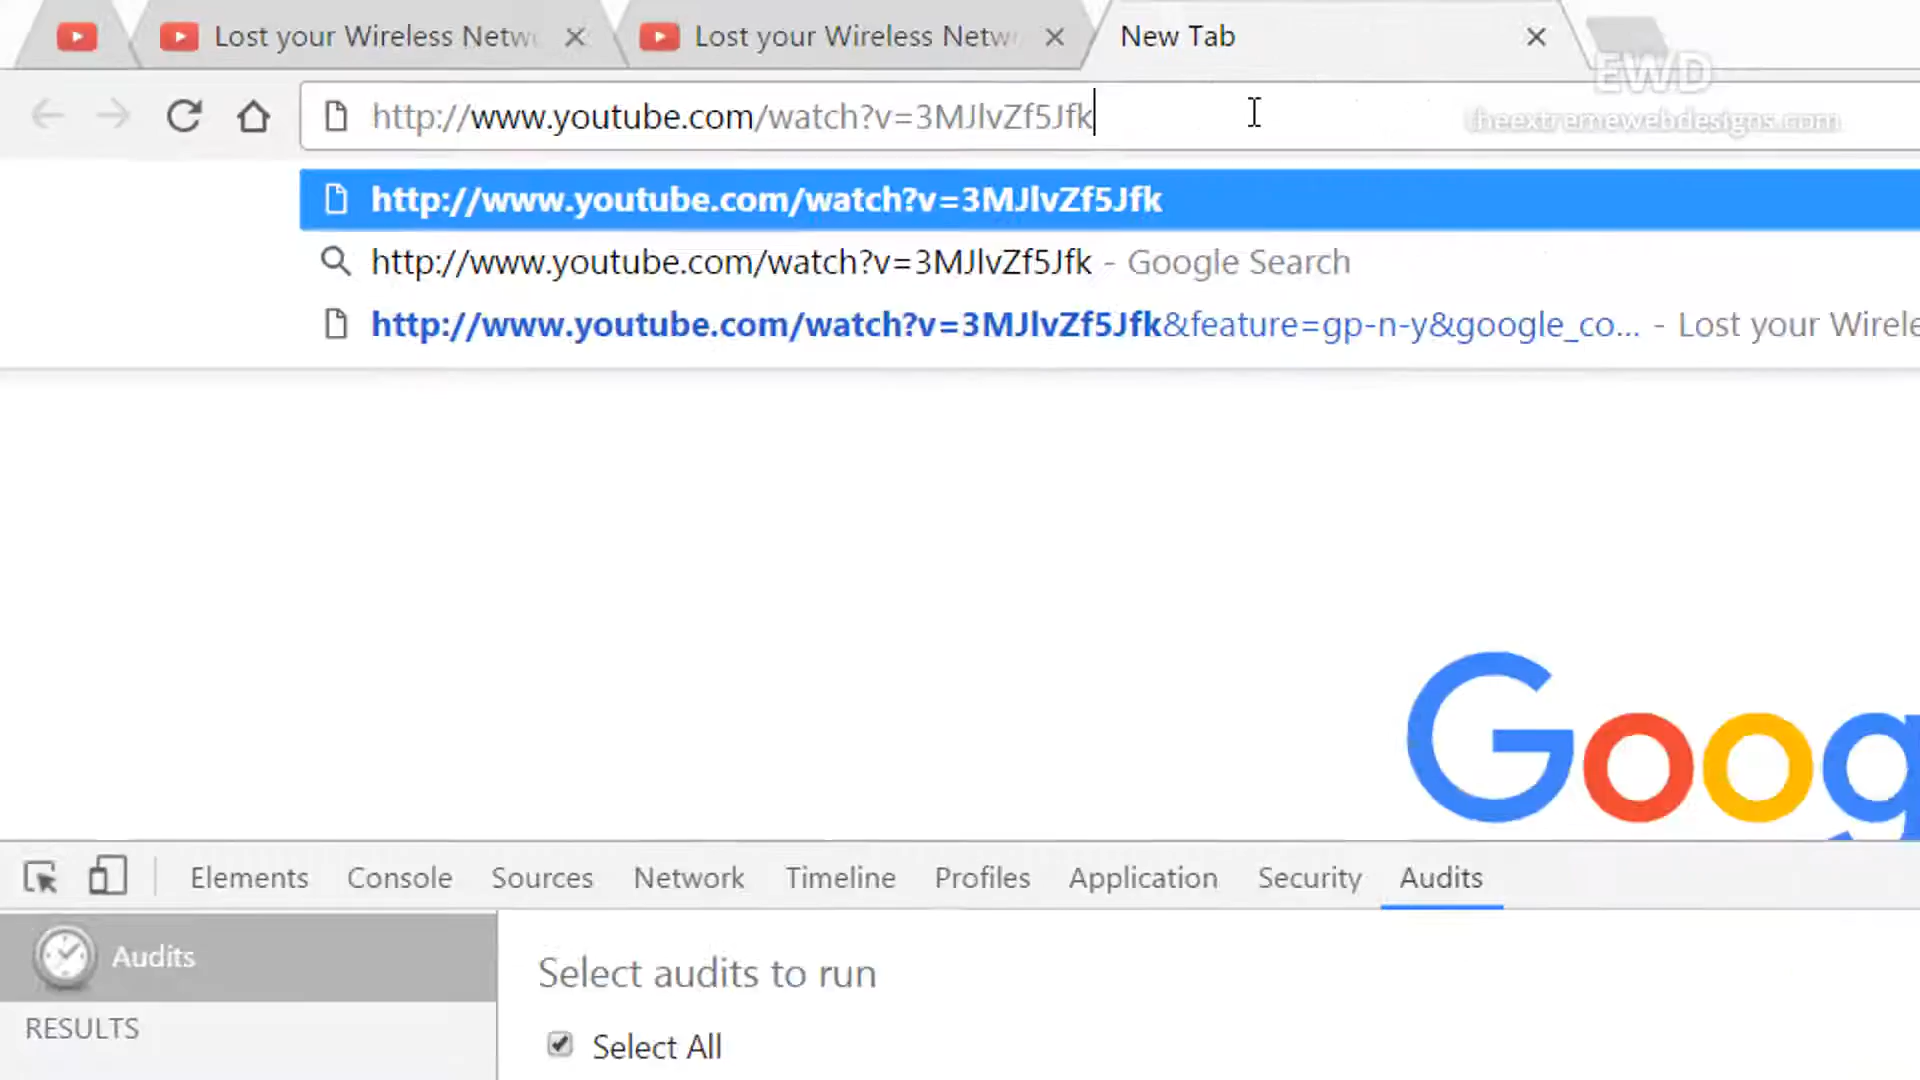 Lost your Wireless Netw
Lost your Wireless Netw
New Tab
EWD
theextremewebdesigns.com
http://www.youtube.com/watch?v=3MJlvZf5Jfk
http://www.youtube.com/watch?v=3MJlvZf5Jfk
http://www.youtube.com/watch?v=3MJlvZf5Jfk - Google Search
http://www.youtube.com/watch?v=3MJlvZf5Jfk&feature=gp-n-y&google_co... - Lost your Wirele
Goog
Elements Console Sources Network Timeline Profiles Application Security Audits
Audits
Select audits to run
RESULTS
Select All